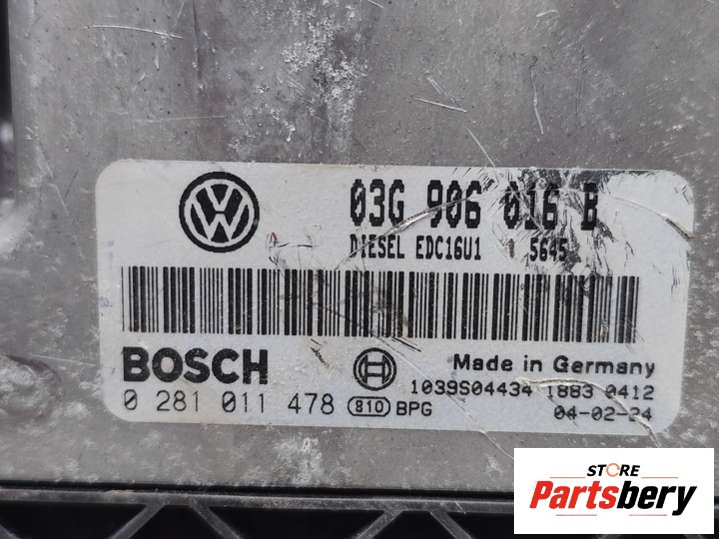 VW
03G 906 016 B
DIESEL EDC16U1 5645
BOSCH
Made in Germany
0 281 011 478 810 BPG
1039S04434 1883 0412
04-02-24
STORE
Partsbery